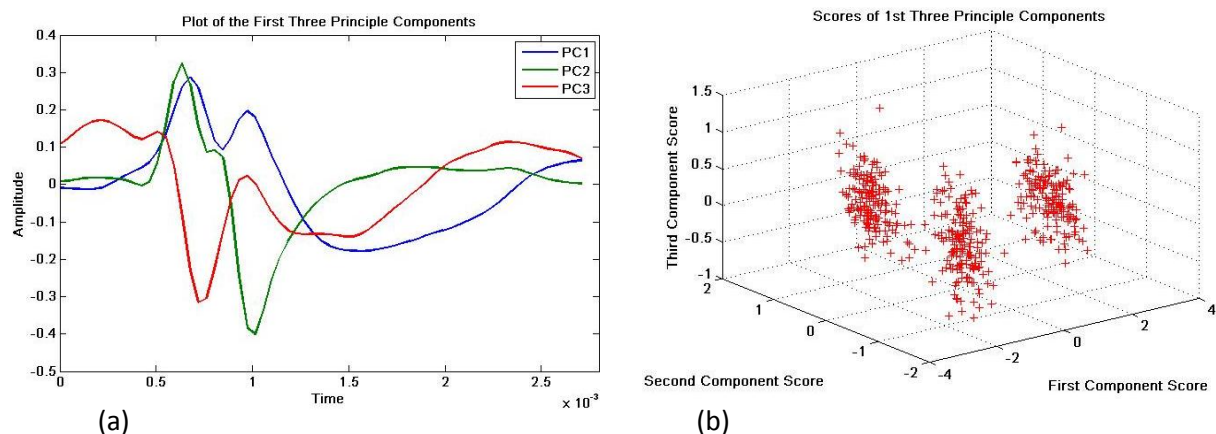 Plot of the First Three Principle Components
0.4
0.3
0.2
0.1
0
-0.1
-0.2
-0.3
-0.4
-0.5
Amplitude
PC1
PC2
PC3
0
0.5
1
1.5
2
2.5
Time
× 10⁻³
(a)
Scores of 1st Three Principle Components
1.5
1
0.5
0
-0.5
-1
Third Component Score
2
1
0
-1
-2
Second Component Score
-4
-2
0
2
4
First Component Score
(b)